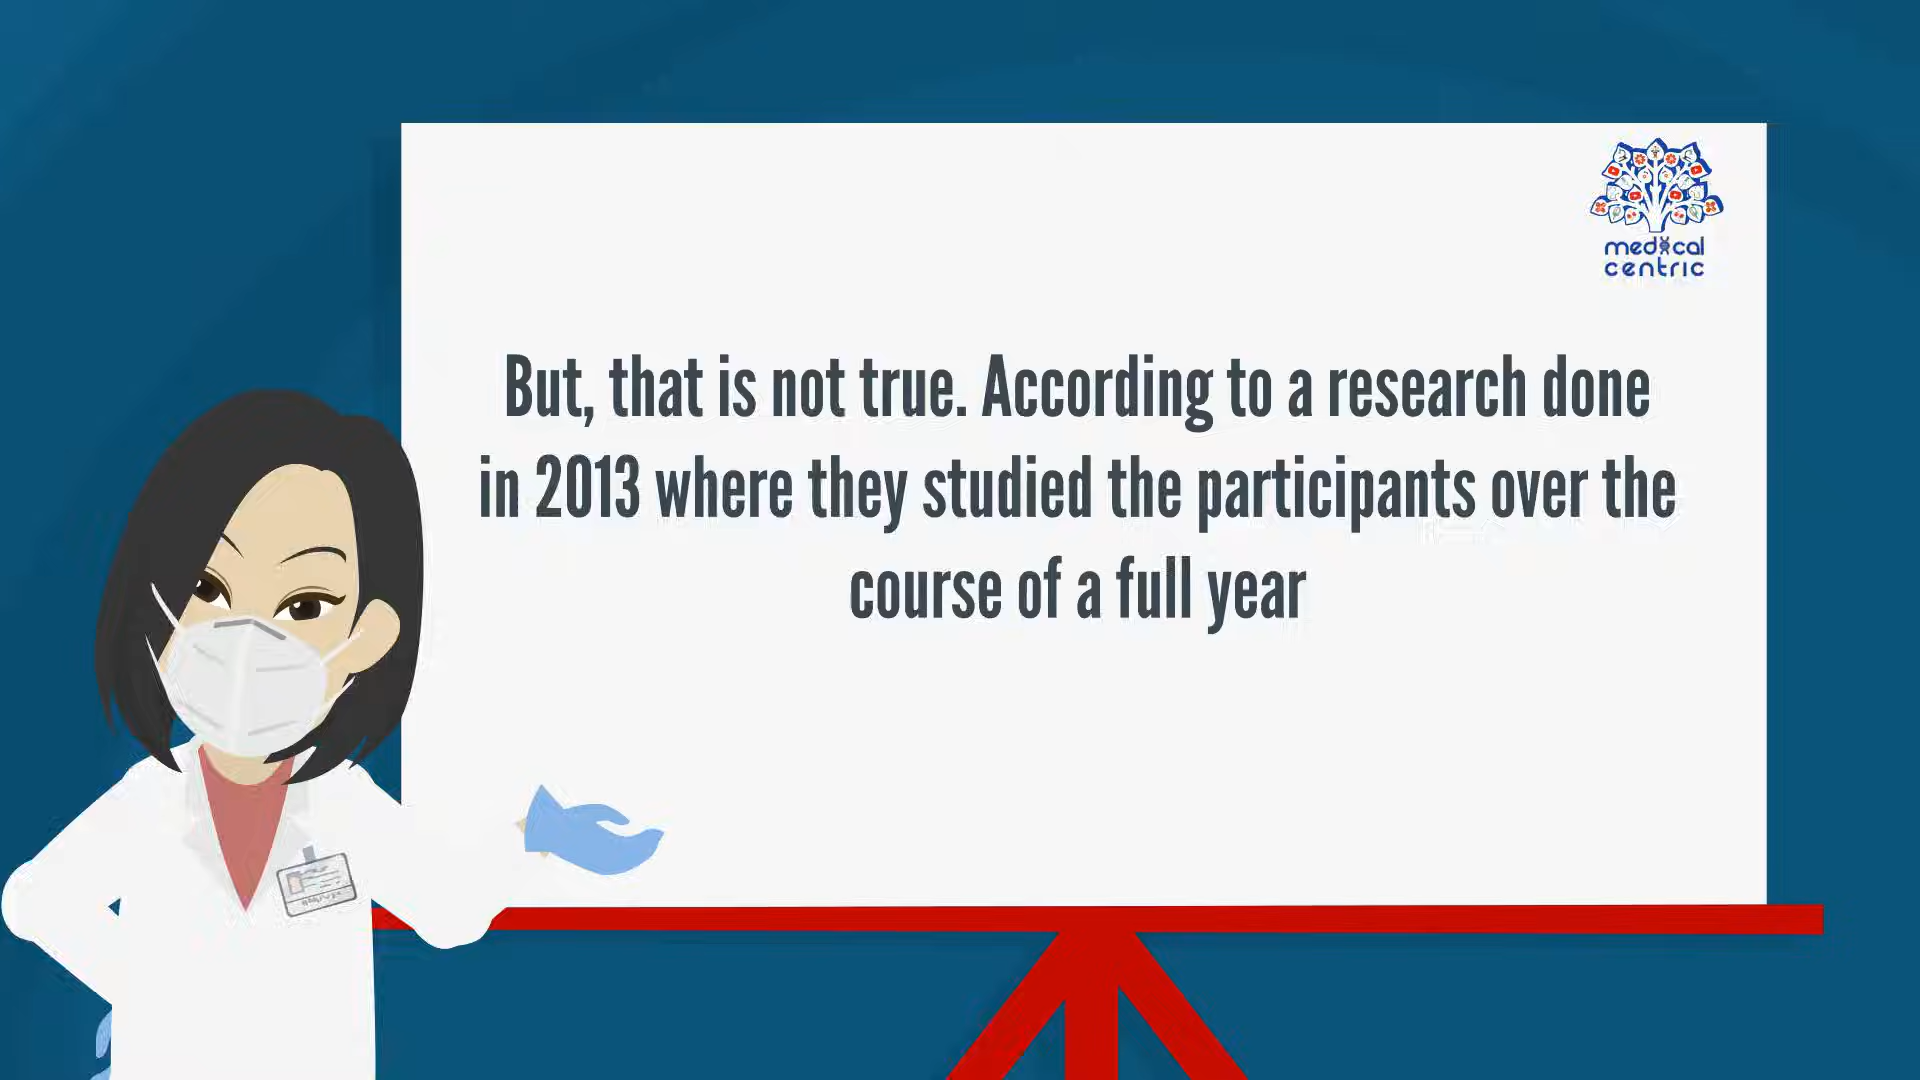 medical
centric
But, that is not true. According to a research done
in 2013 where they studied the participants over the
course of a full year